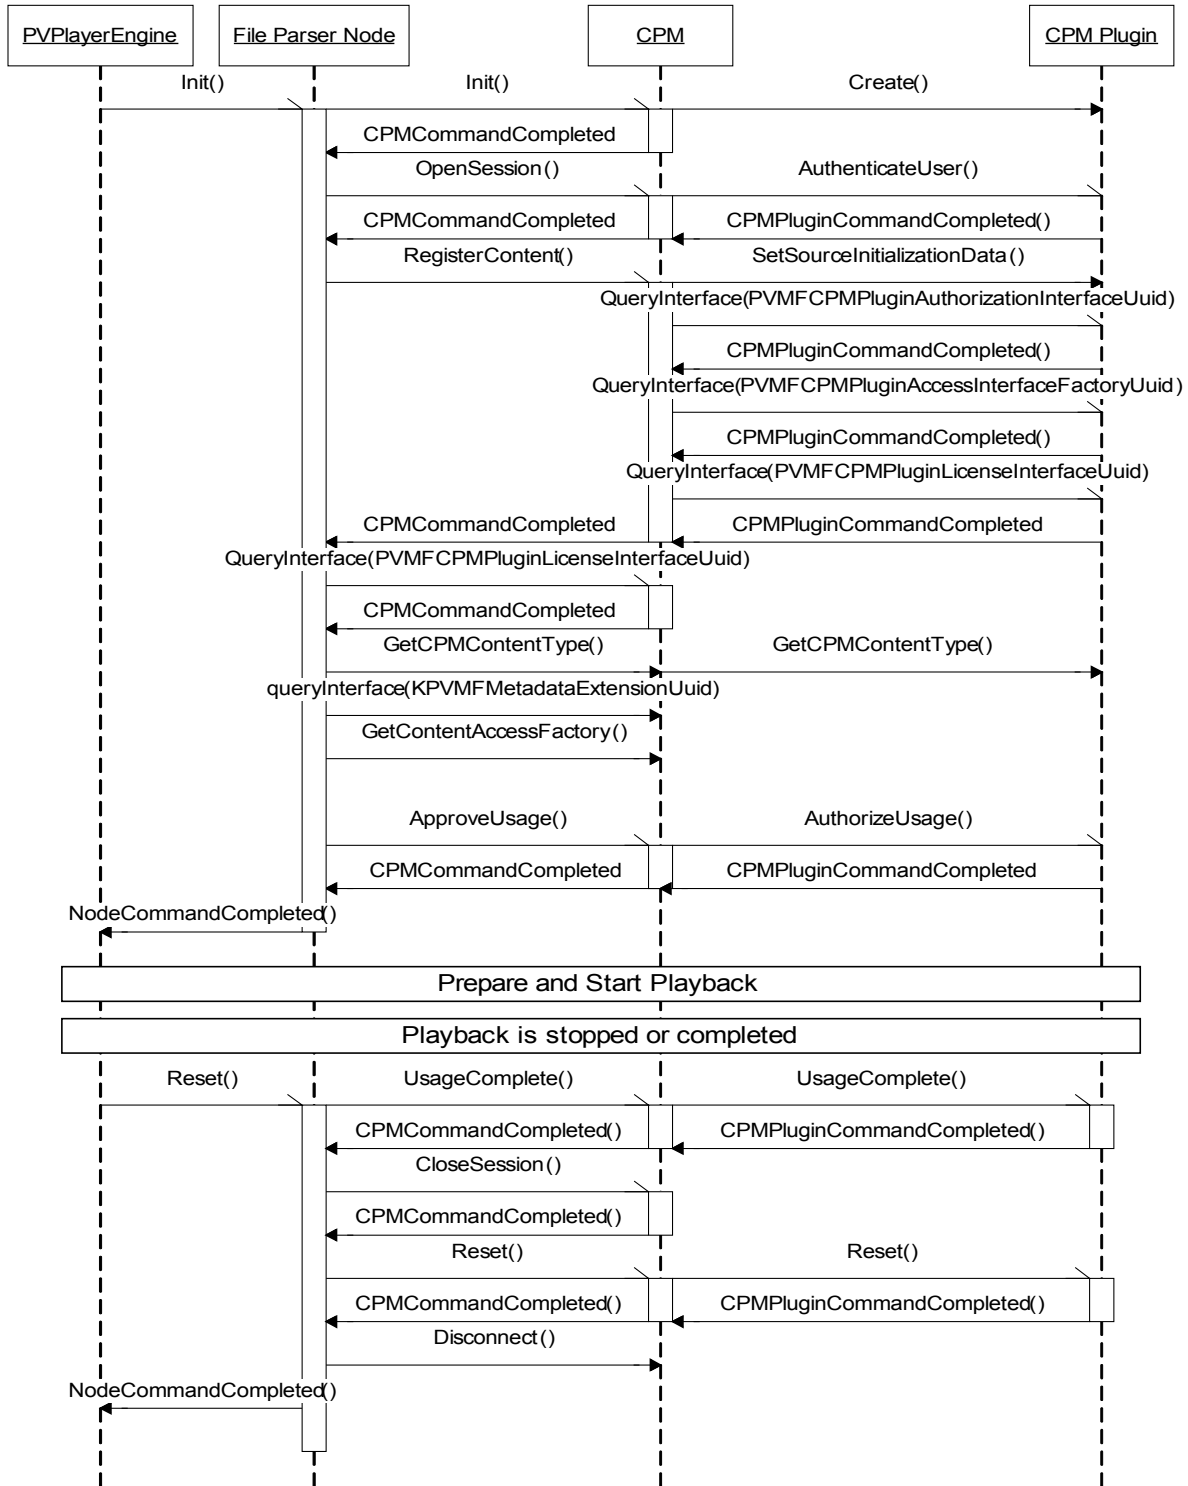 PVPlayerEngine File Parser Node CPM CPM Plugin
Init() Init() Create()
CPMCommandCompleted
OpenSession() AuthenticateUser()
CPMCommandCompleted CPMPluginCommandCompleted()
RegisterContent() SetSourceInitializationData()
QueryInterface(PVMFCPMPluginAuthorizationInterfaceUuid)
CPMPluginCommandCompleted()
QueryInterface(PVMFCPMPluginAccessInterfaceFactoryUuid)
CPMPluginCommandCompleted()
QueryInterface(PVMFCPMPluginLicenseInterfaceUuid)
CPMCommandCompleted CPMPluginCommandCompleted
QueryInterface(PVMFCPMPluginLicenseInterfaceUuid)
CPMCommandCompleted
GetCPMContentType() GetCPMContentType()
queryInterface(KPVMFMetadataExtensionUuid)
GetContentAccessFactory()
ApproveUsage() AuthorizeUsage()
CPMCommandCompleted CPMPluginCommandCompleted
NodeCommandCompleted()
Prepare and Start Playback
Playback is stopped or completed
Reset() UsageComplete() UsageComplete()
CPMCommandCompleted() CPMPluginCommandCompleted()
CloseSession()
CPMCommandCompleted()
Reset() Reset()
CPMCommandCompleted() CPMPluginCommandCompleted()
Disconnect()
NodeCommandCompleted()